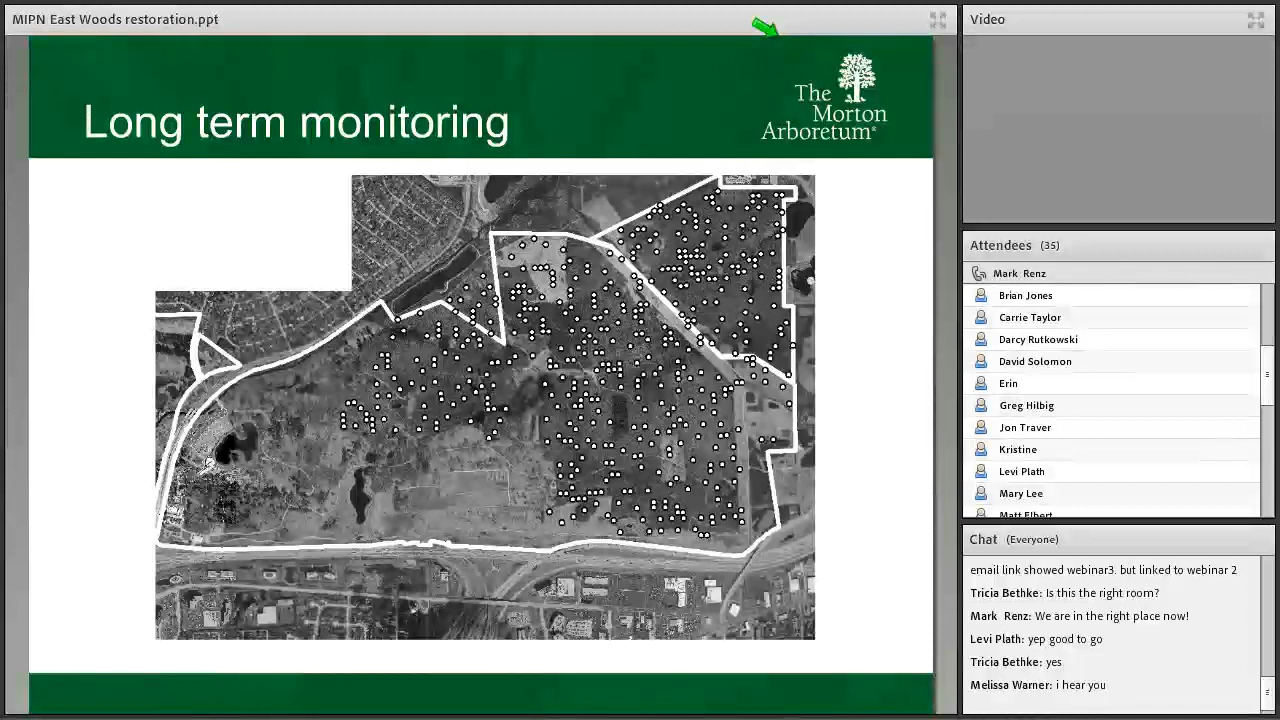 MIPN East Woods restoration.ppt
Long term monitoring
The
Morton
Arboretum®
Video
Attendees (35)
Mark Renz
Brian Jones
Carrie Taylor
Darcy Rutkowski
David Solomon
Erin
Greg Hilbig
Jon Traver
Kristine
Levi Plath
Mary Lee
Matt Elbert
Chat (Everyone)
email link showed webinar3. but linked to webinar 2
Tricia Bethke: Is this the right room?
Mark Renz: We are in the right place now!
Levi Plath: yep good to go
Tricia Bethke: yes
Melissa Warner: i hear you